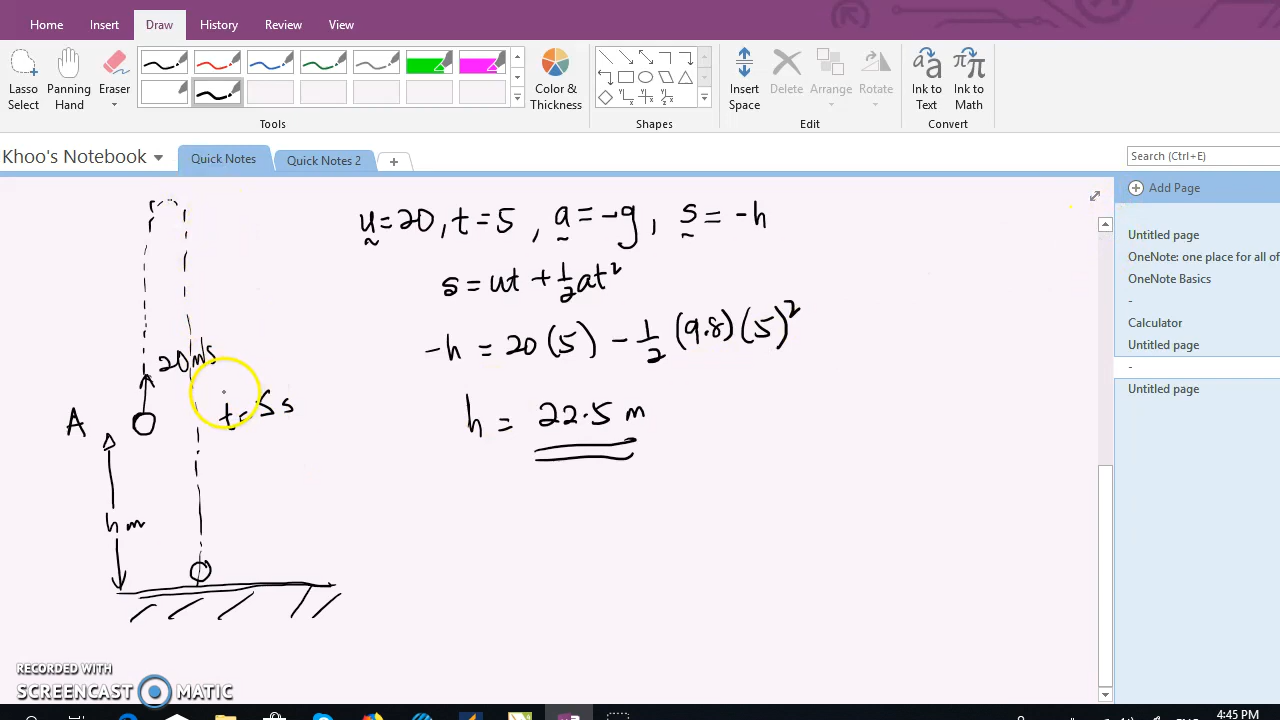 Home Insert Draw History Review View
Lasso Select
Panning Hand
Eraser
Color & Thickness
Insert Space
Delete
Arrange
Rotate
Ink to Text
Ink to Math
Tools
Shapes
Edit
Convert
Khoo's Notebook
Quick Notes
Quick Notes 2
Search (Ctrl+E)
Add Page
Untitled page
OneNote: one place for all of
OneNote Basics
-
Calculator
Untitled page
-
Untitled page
u=20, t=5, a=-g, s=-h
s=ut+½at²
-h = 20(5) - ½(9.8)(5)²
h = 22.5 m
20 m/s
t=5 s
A
h m
RECORDED WITH
SCREENCAST MATIC
4:45 PM